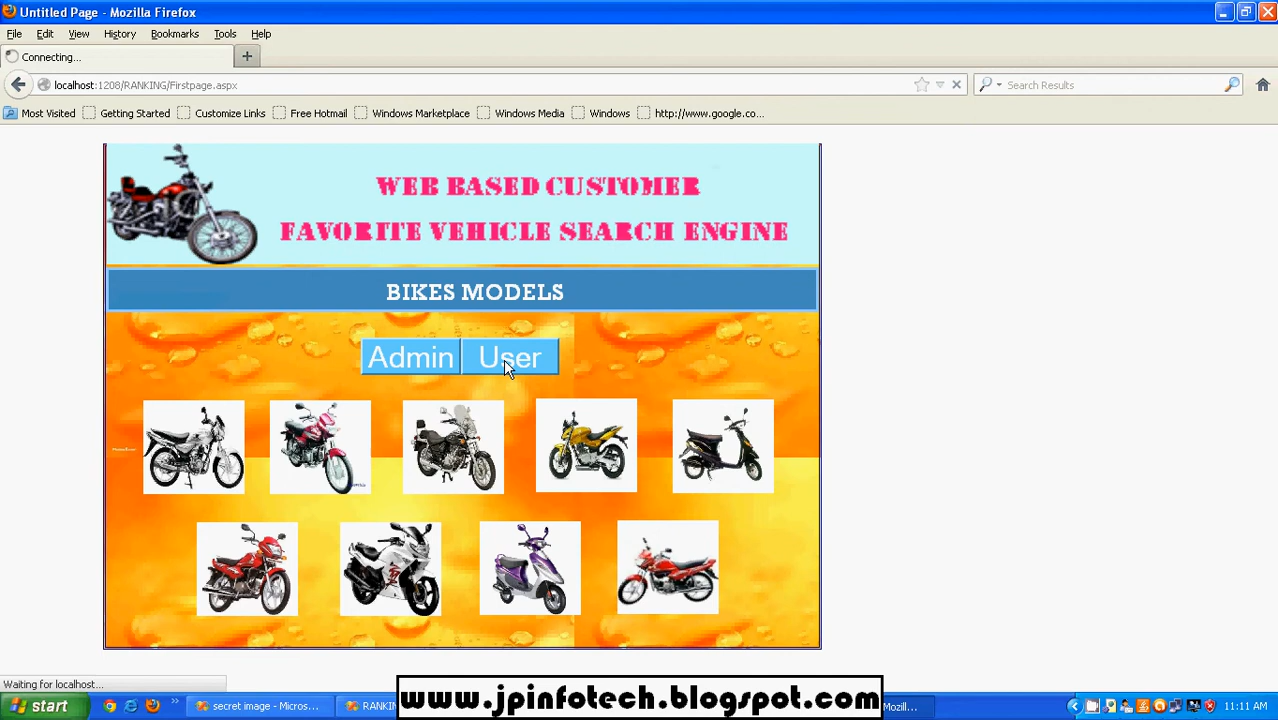 Untitled Page - Mozilla Firefox
File Edit View History Bookmarks Tools Help
Connecting...
localhost:1208/RANKING/Firstpage.aspx
Search Results
Most Visited Getting Started Customize Links Free Hotmail Windows Marketplace Windows Media Windows http://www.google.co...
WEB BASED CUSTOMER
FAVORITE VEHICLE SEARCH ENGINE
BIKES MODELS
Admin User
Waiting for localhost...
www.jpinfotech.blogspot.com
start secret image - Micros... RANKIN Mozill... 11:11 AM